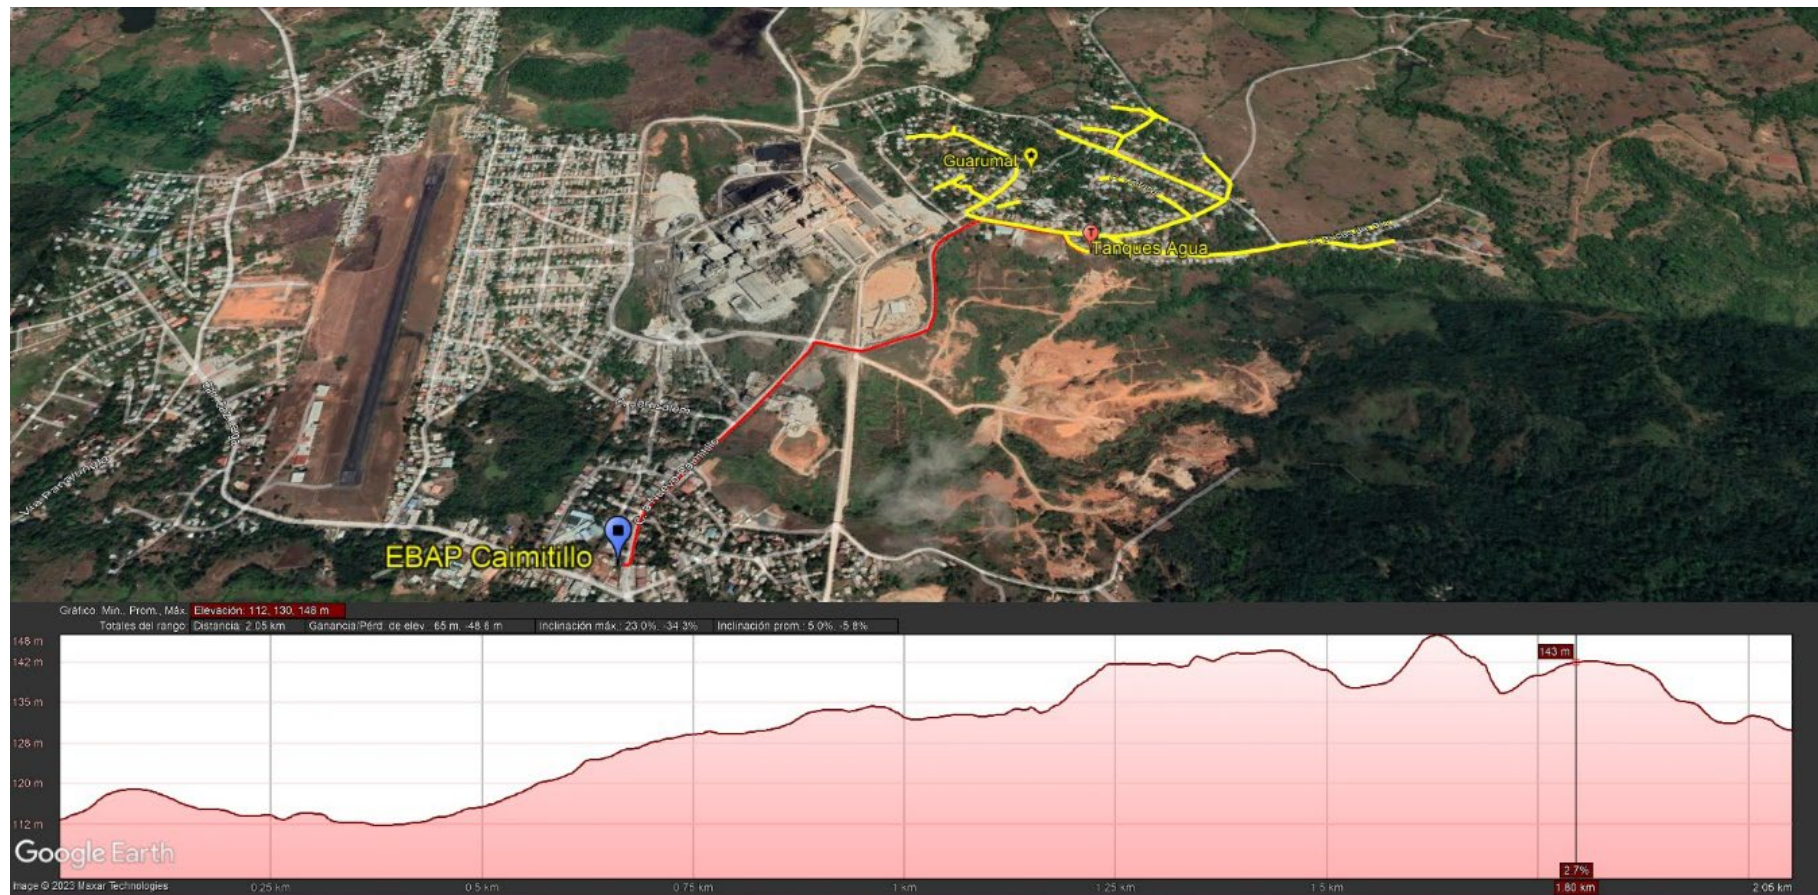 Guarumal
Tanques Agua
EBAP Caimitillo
Gráfico: Min., Prom., Máx. Elevación: 112, 130, 148 m
Totales del rango: Distancia: 2.05 km Ganancia/Pérd. de elev.: 65 m, -48.6 m Inclinación máx.: 23.0%, -34.3% Inclinación prom.: 5.0%, -5.8%
148 m
142 m
143 m
135 m
128 m
120 m
112 m
Google Earth
2.7%
Image © 2023 Maxar Technologies
0.25 km 0.5 km 0.75 km 1 km 1.25 km 1.5 km 1.80 km 2.05 km